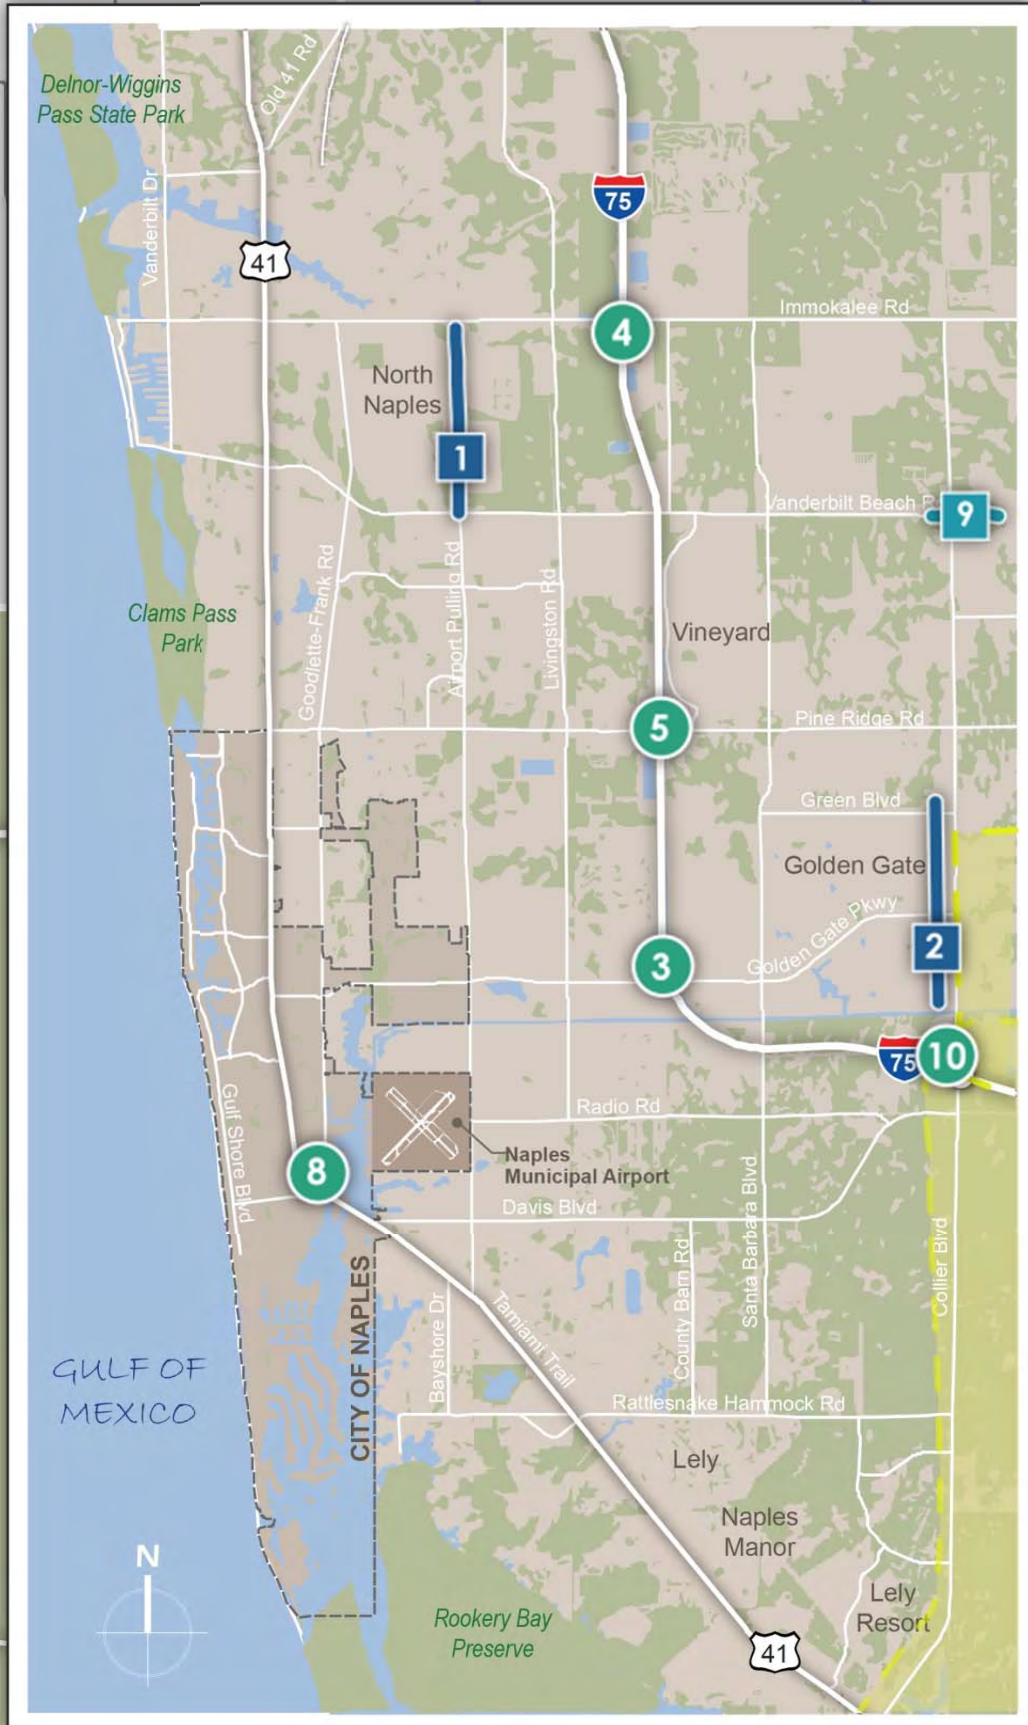 Old 41 Rd
Delnor-Wiggins
Pass State Park
75
Vanderbilt Dr
41
Immokalee Rd
4
North
Naples
1
Vanderbilt Beach
9
Goodlette-Frank Rd
Airport Pulling Rd
Livingston Rd
Clams Pass
Park
Vineyard
5
Pine Ridge Rd
Green Blvd
Golden Gate
Golden Gate Pkwy
2
3
75
10
Gulf Shore Blvd
Radio Rd
Naples
Municipal Airport
8
Davis Blvd
Santa Barbara Blvd
County Barn Rd
Collier Blvd
CITY OF NAPLES
Bayshore Dr
Tamiami Trail
GULF OF
MEXICO
Rattlesnake Hammock Rd
Lely
Naples
Manor
N
Lely
Resort
Rookery Bay
Preserve
41